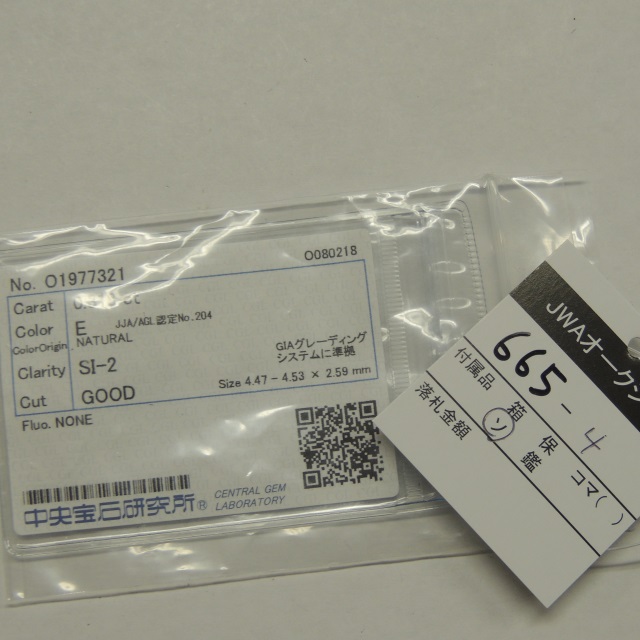 No. O1977321
O080218
Carat
Color E JJA/AGL認定No.204
ColorOrigin NATURAL
Clarity SI-2
GIAグレーディング
システムに準拠
Cut GOOD
Size 4.47 - 4.53 × 2.59 mm
Fluo. NONE
中央宝石研究所®
CENTRAL GEM
LABORATORY
JWAオークシ
665-4
付属品 箱 保 コマ( )
ソ 鑑
落札金額